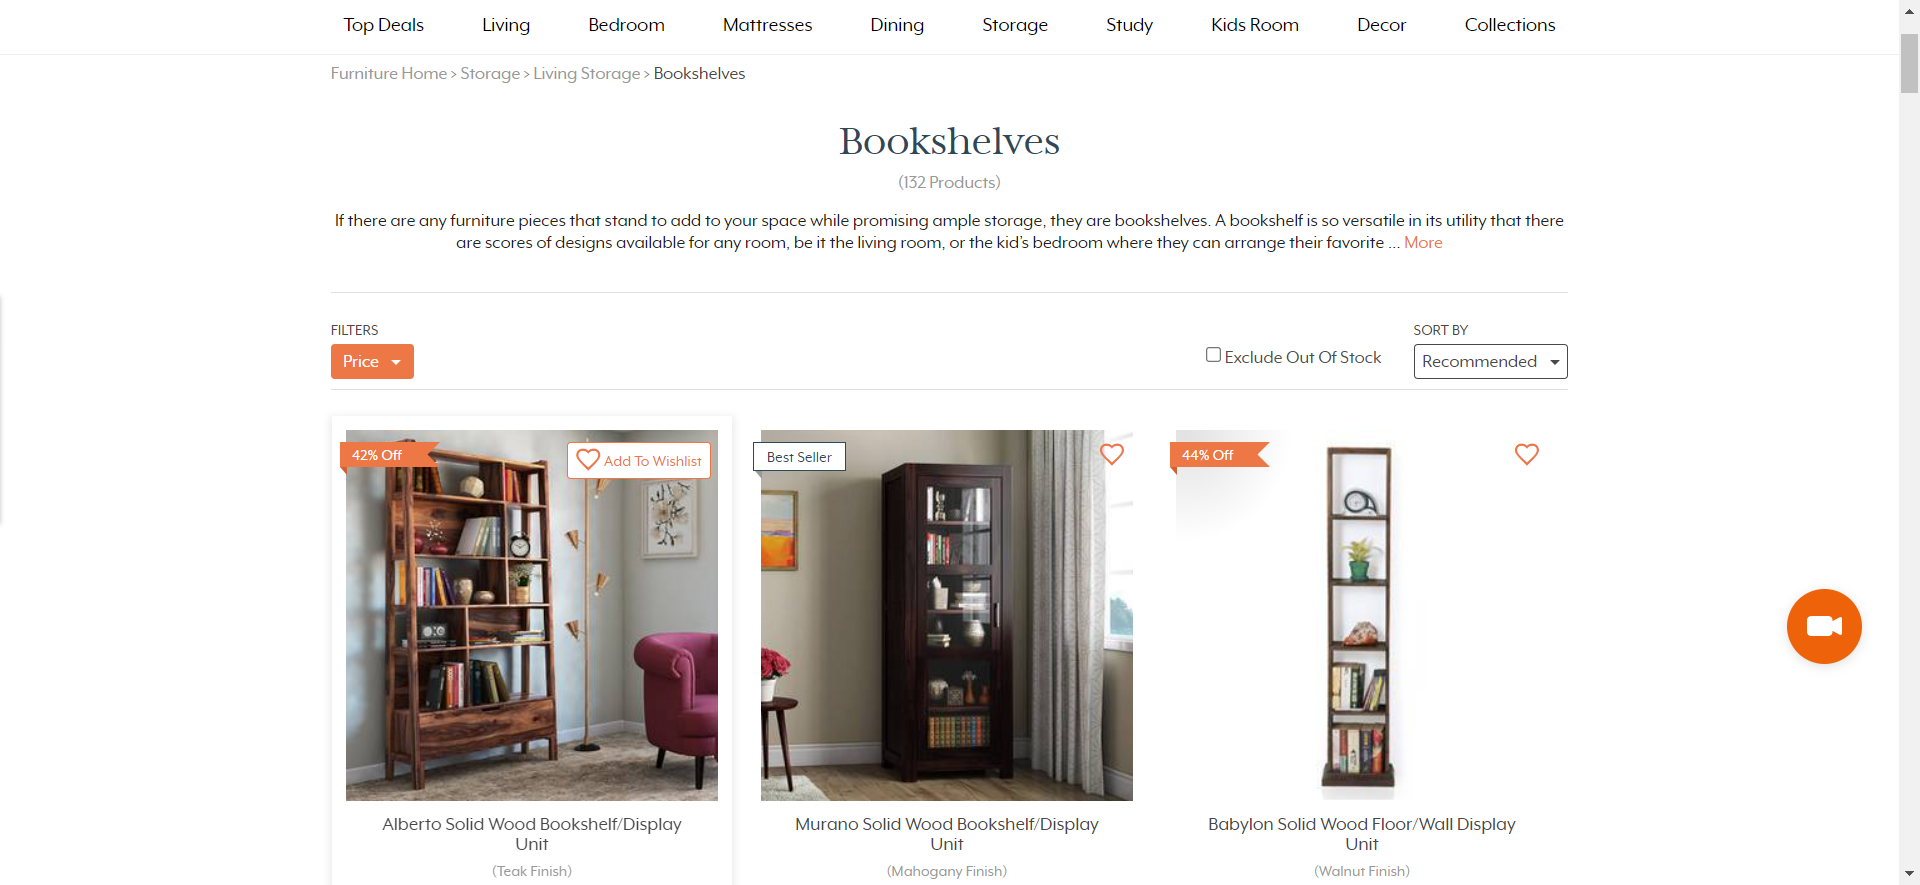 Top Deals Living Bedroom Mattresses Dining Storage Study Kids Room Decor Collections
Furniture Home > Storage > Living Storage > Bookshelves
Bookshelves
(132 Products)
If there are any furniture pieces that stand to add to your space while promising ample storage, they are bookshelves. A bookshelf is so versatile in its utility that there
are scores of designs available for any room, be it the living room, or the kid's bedroom where they can arrange their favorite ... More
FILTERS
Price
Exclude Out Of Stock
SORT BY
Recommended
42% Off
Add To Wishlist
Best Seller
44% Off
Alberto Solid Wood Bookshelf/Display
Unit
(Teak Finish)
Murano Solid Wood Bookshelf/Display
Unit
(Mahogany Finish)
Babylon Solid Wood Floor/Wall Display
Unit
(Walnut Finish)